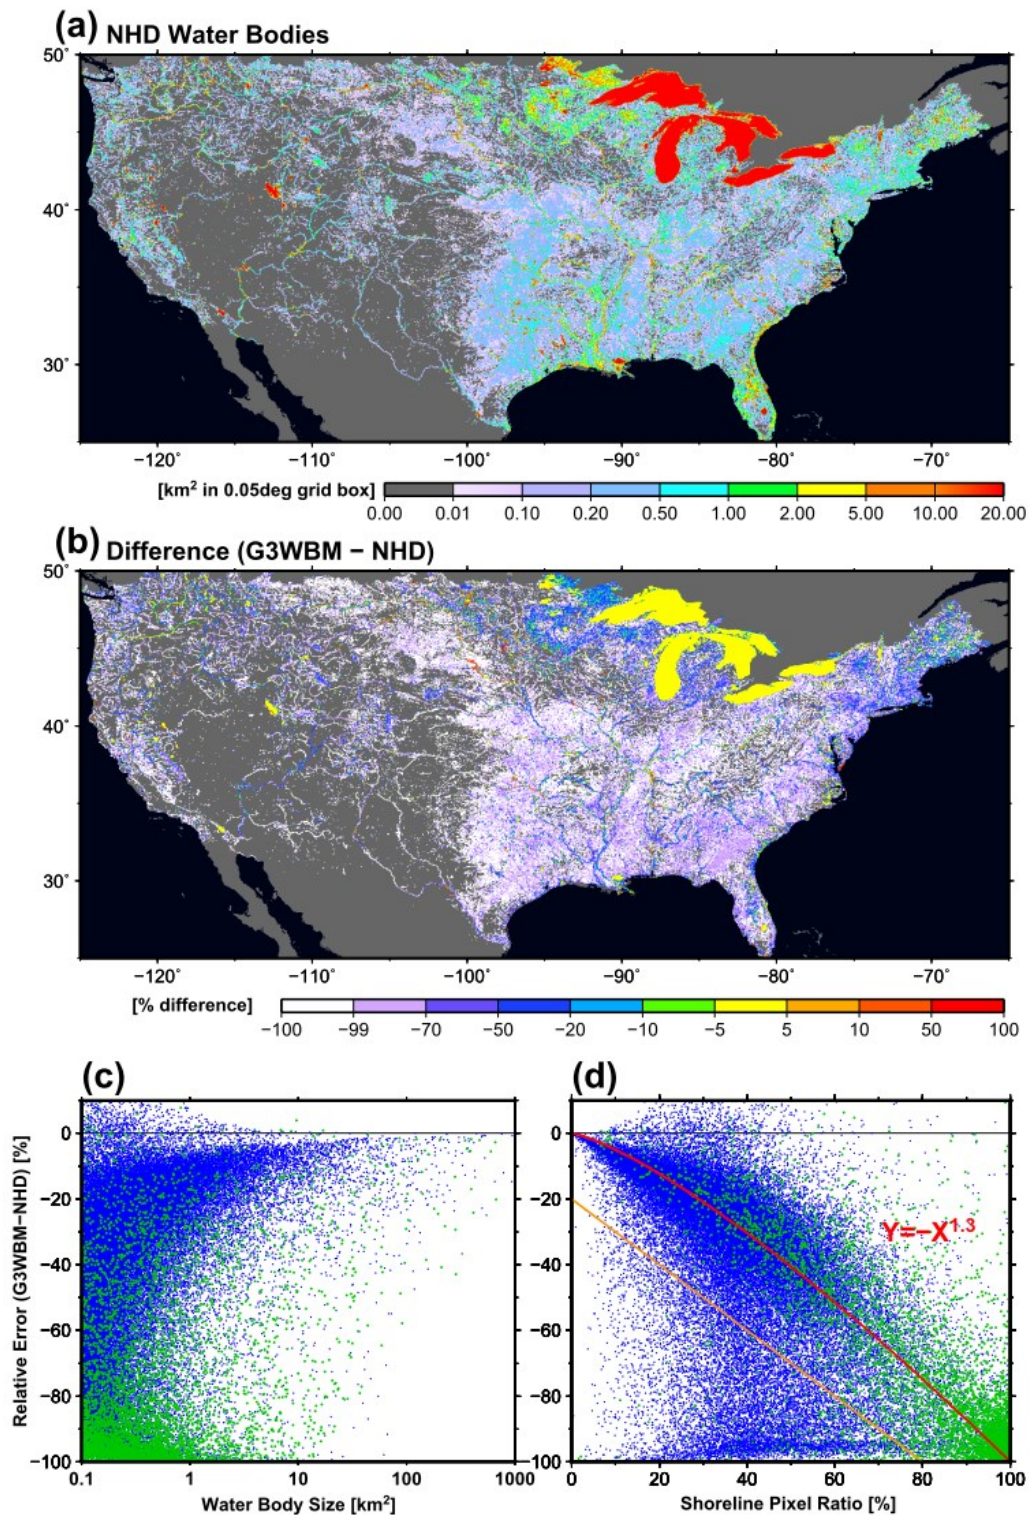 (a) NHD Water Bodies
50°
40°
30°
−120° −110° −100° −90° −80° −70°
[km² in 0.05deg grid box]
0.00 0.01 0.10 0.20 0.50 1.00 2.00 5.00 10.00 20.00
(b) Difference (G3WBM − NHD)
50°
40°
30°
−120° −110° −100° −90° −80° −70°
[% difference]
−100 −99 −70 −50 −20 −10 −5 5 10 50 100
(c) (d)
Relative Error (G3WBM−NHD) [%]
0
−20
−40
−60
−80
−100
0.1 1 10 100 1000
Water Body Size [km²]
0
−20
−40
−60
−80
−100
Y=−X^1.3
0 20 40 60 80 100
Shoreline Pixel Ratio [%]